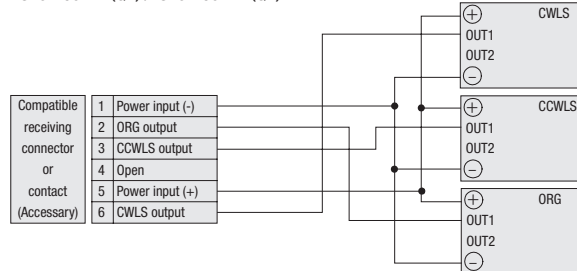 ⊕ CWLS
OUT1
OUT2
⊖
Compatible
receiving
connector
or
contact
(Accessary)
1 Power input (-)
2 ORG output
3 CCWLS output
4 Open
5 Power input (+)
6 CWLS output
⊕ CCWLS
OUT1
OUT2
⊖
⊕ ORG
OUT1
OUT2
⊖